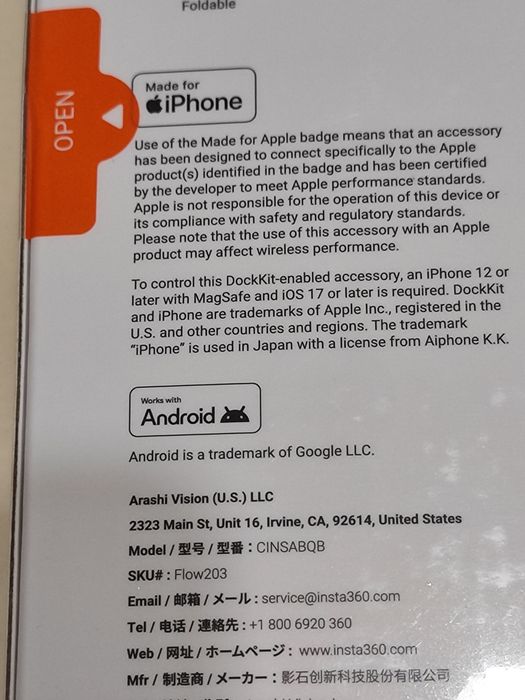 Foldable
OPEN
Made for
iPhone
Use of the Made for Apple badge means that an accessory
has been designed to connect specifically to the Apple
product(s) identified in the badge and has been certified
by the developer to meet Apple performance standards.
Apple is not responsible for the operation of this device or
its compliance with safety and regulatory standards.
Please note that the use of this accessory with an Apple
product may affect wireless performance.
To control this DockKit-enabled accessory, an iPhone 12 or
later with MagSafe and iOS 17 or later is required. DockKit
and iPhone are trademarks of Apple Inc., registered in the
U.S. and other countries and regions. The trademark
“iPhone” is used in Japan with a license from Aiphone K.K.
Works with
Android
Android is a trademark of Google LLC.
Arashi Vision (U.S.) LLC
2323 Main St, Unit 16, Irvine, CA, 92614, United States
Model / 型号 / 型番 : CINSABQB
SKU# : Flow203
Email / 邮箱 / メール : service@insta360.com
Tel / 电话 / 連絡先 : +1 800 6920 360
Web / 网址 / ホームページ : www.insta360.com
Mfr / 制造商 / メーカー : 影石创新科技股份有限公司